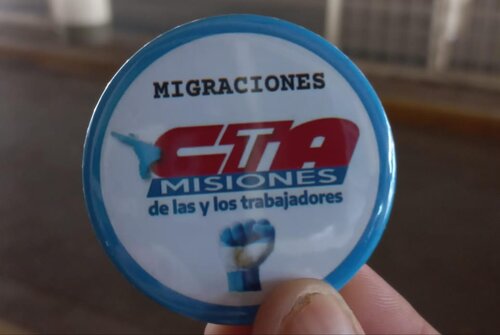 MIGRACIONES
CTA
MISIONES
de las y los trabajadores